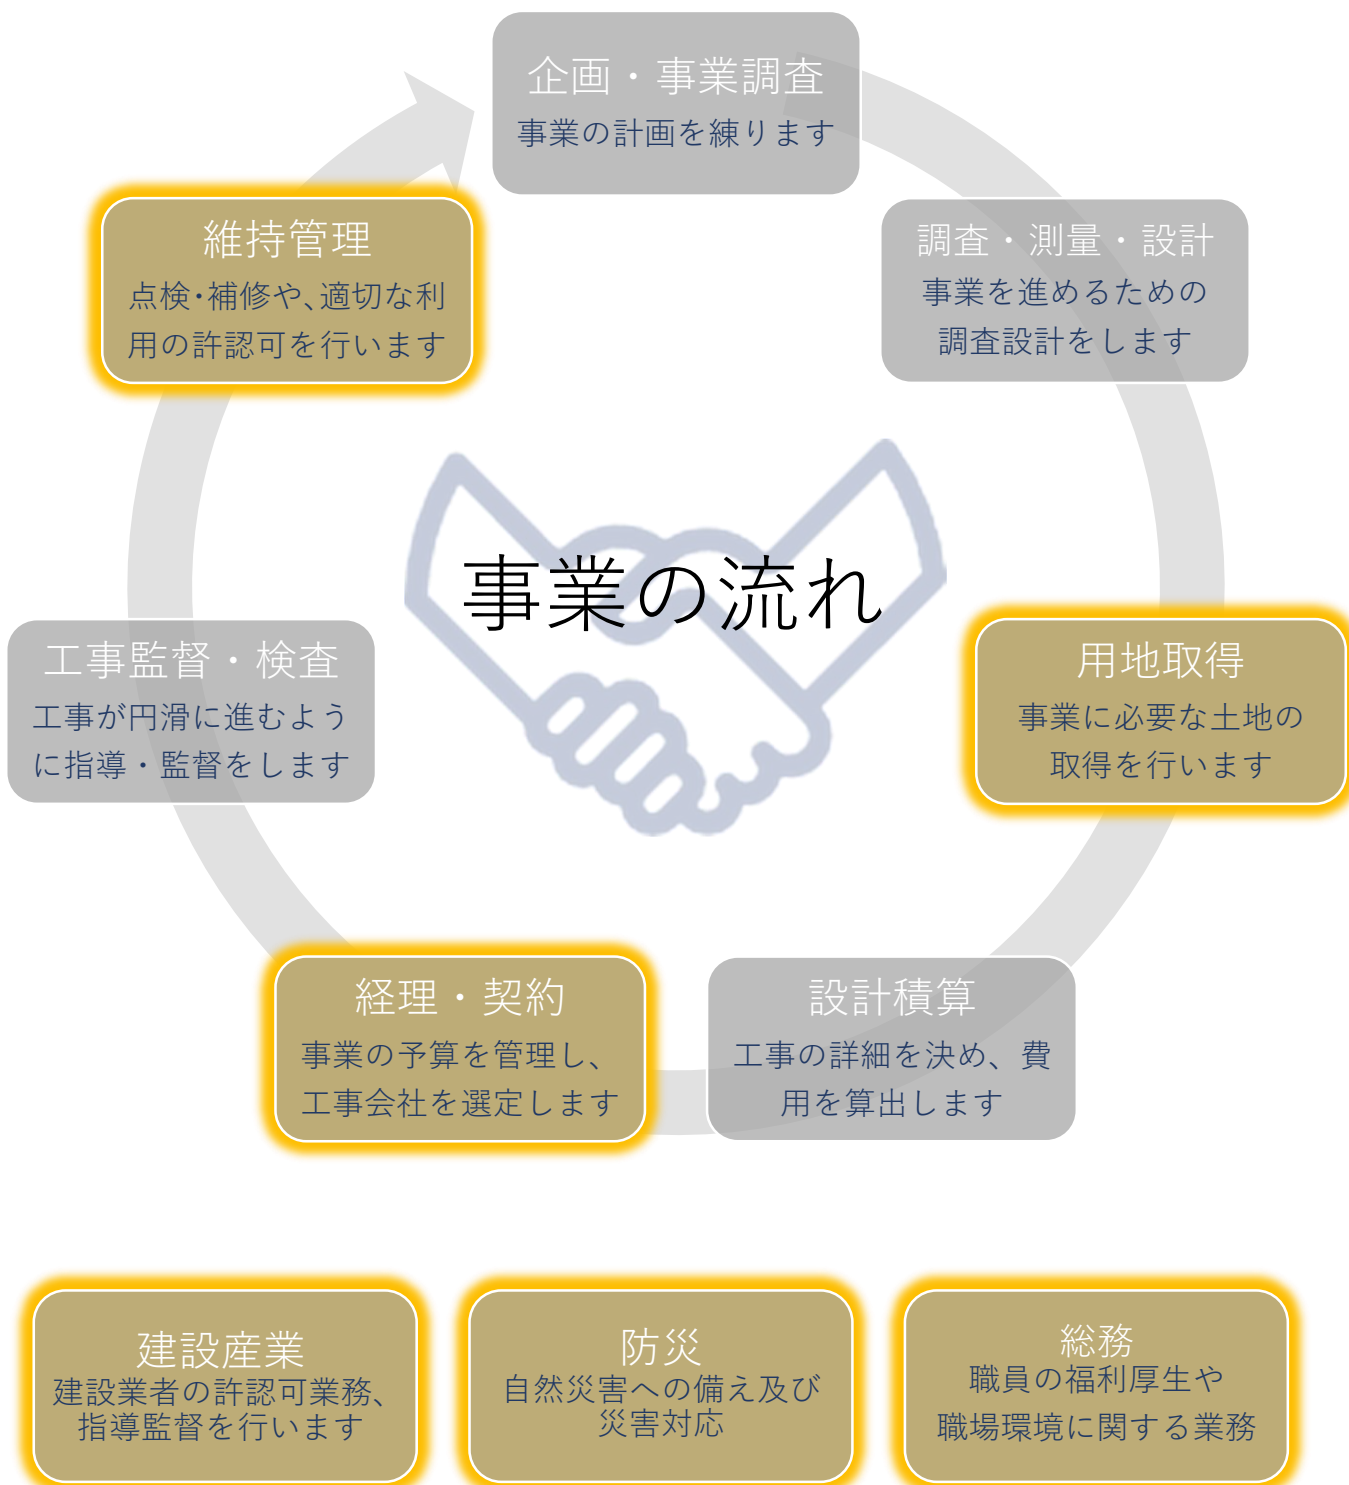 企画・事業調査
事業の計画を練ります
調査・測量・設計
事業を進めるための
調査設計をします
用地取得
事業に必要な土地の
取得を行います
設計積算
工事の詳細を決め、費
用を算出します
経理・契約
事業の予算を管理し、
工事会社を選定します
工事監督・検査
工事が円滑に進むよう
に指導・監督をします
維持管理
点検・補修や、適切な利
用の許認可を行います
事業の流れ
建設産業
建設業者の許認可業務、
指導監督を行います
防災
自然災害への備え及び
災害対応
総務
職員の福利厚生や
職場環境に関する業務